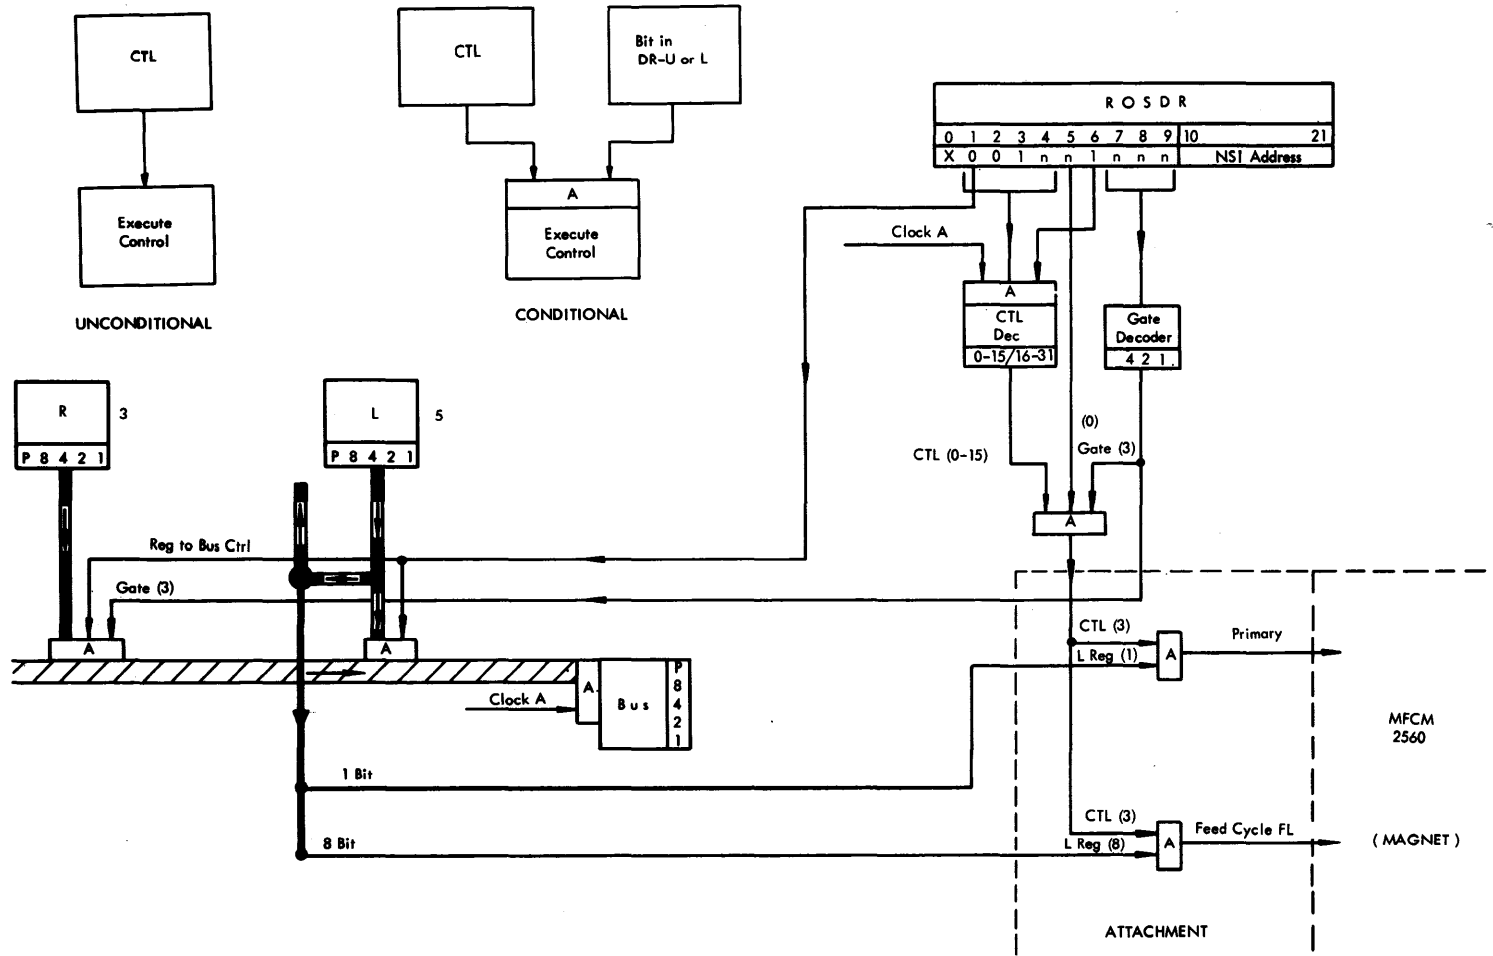 CTL
Execute
Control
UNCONDITIONAL
CTL
Bit in
DR-U or L
A
Execute
Control
CONDITIONAL
R O S D R
0 1 2 3 4 5 6 7 8 9 10 21
X 0 0 1 n n 1 n n n NSI Address
Clock A
A
CTL
Dec
0-15/16-31
Gate
Decoder
4 2 1
(0)
CTL (0-15)
Gate (3)
A
R
3
P 8 4 2 1
L
5
P 8 4 2 1
Reg to Bus Ctrl
Gate (3)
A
A
Clock A
A
Bus
P
8
4
2
1
1 Bit
8 Bit
CTL (3)
L Reg (1)
A
Primary
MFCM
2560
CTL (3)
L Reg (8)
A
Feed Cycle FL
( MAGNET )
ATTACHMENT